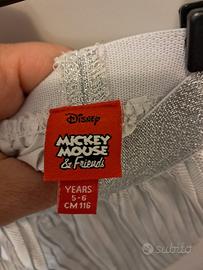 Disney
MICKEY
MOUSE
& Friends
YEARS
5-6
CM 116
subito